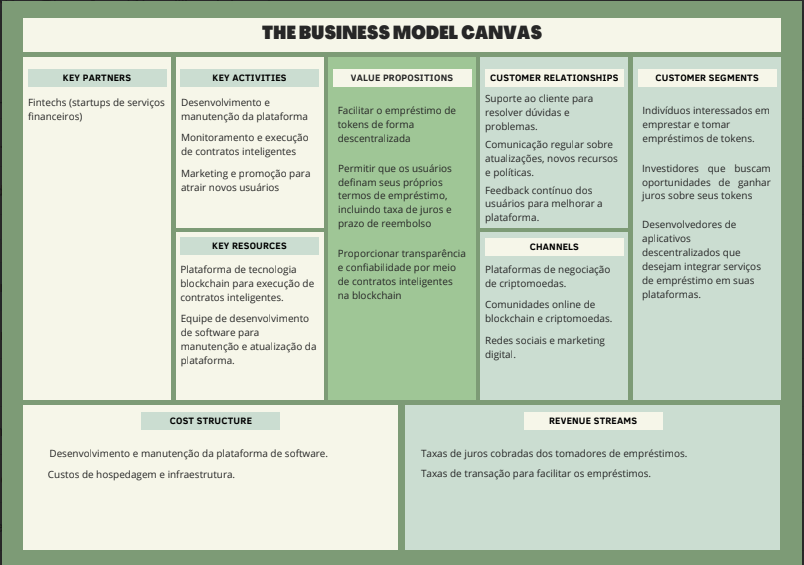 THE BUSINESS MODEL CANVAS
KEY PARTNERS
Fintechs (startups de serviços
financeiros)
KEY ACTIVITIES
Desenvolvimento e
manutenção da plataforma
Monitoramento e execução
de contratos inteligentes
Marketing e promoção para
atrair novos usuários
KEY RESOURCES
Plataforma de tecnologia
blockchain para execução de
contratos inteligentes.
Equipe de desenvolvimento
de software para
manutenção e atualização da
plataforma.
VALUE PROPOSITIONS
Facilitar o empréstimo de
tokens de forma
descentralizada
Permitir que os usuários
definam seus próprios
termos de empréstimo,
incluindo taxa de juros e
prazo de reembolso
Proporcionar transparência
e confiabilidade por meio
de contratos inteligentes
na blockchain
CUSTOMER RELATIONSHIPS
Suporte ao cliente para
resolver dúvidas e
problemas.
Comunicação regular sobre
atualizações, novos recursos
e políticas.
Feedback contínuo dos
usuários para melhorar a
plataforma.
CHANNELS
Plataformas de negociação
de criptomoedas.
Comunidades online de
blockchain e criptomoedas.
Redes sociais e marketing
digital.
CUSTOMER SEGMENTS
Indivíduos interessados em
emprestar e tomar
empréstimos de tokens.
Investidores que buscam
oportunidades de ganhar
juros sobre seus tokens
Desenvolvedores de
aplicativos
descentralizados que
desejam integrar serviços
de empréstimo em suas
plataformas.
COST STRUCTURE
Desenvolvimento e manutenção da plataforma de software.
Custos de hospedagem e infraestrutura.
REVENUE STREAMS
Taxas de juros cobradas dos tomadores de empréstimos.
Taxas de transação para facilitar os empréstimos.